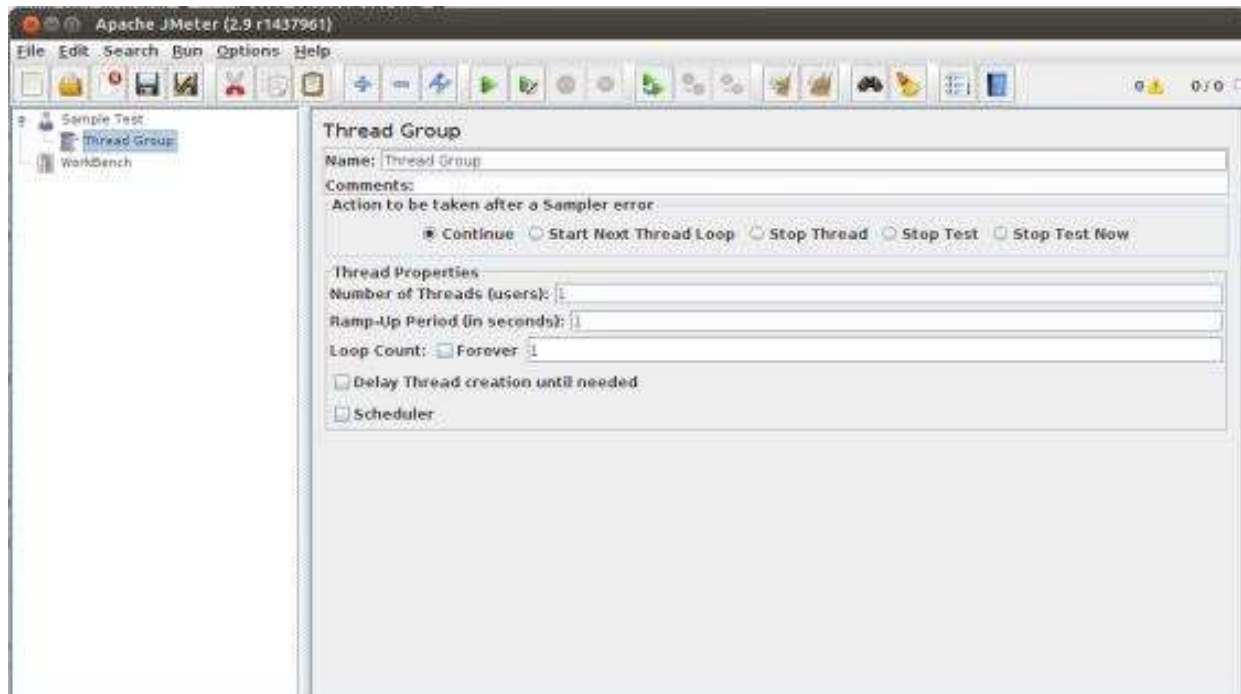 Apache JMeter (2.9 r1437961)
File Edit Search Run Options Help
0 0 / 0
Sample Test
Thread Group
WorkBench
Thread Group
Name: Thread Group
Comments:
Action to be taken after a Sampler error
Continue Start Next Thread Loop Stop Thread Stop Test Stop Test Now
Thread Properties
Number of Threads (users): 1
Ramp-Up Period (in seconds): 1
Loop Count: Forever 1
Delay Thread creation until needed
Scheduler